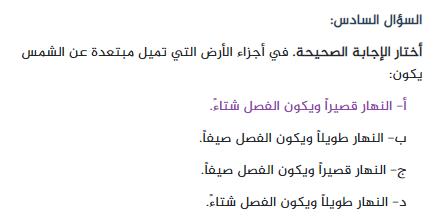 السؤال السادس:
أختار الإجابة الصحيحة. في أجزاء الأرض التي تميل مبتعدة عن الشمس
يكون:
أ- النهار قصيراً ويكون الفصل شتاءً.
ب- النهار طويلاً ويكون الفصل صيفاً.
ج- النهار قصيراً ويكون الفصل صيفاً.
د- النهار طويلاً ويكون الفصل شتاءً.